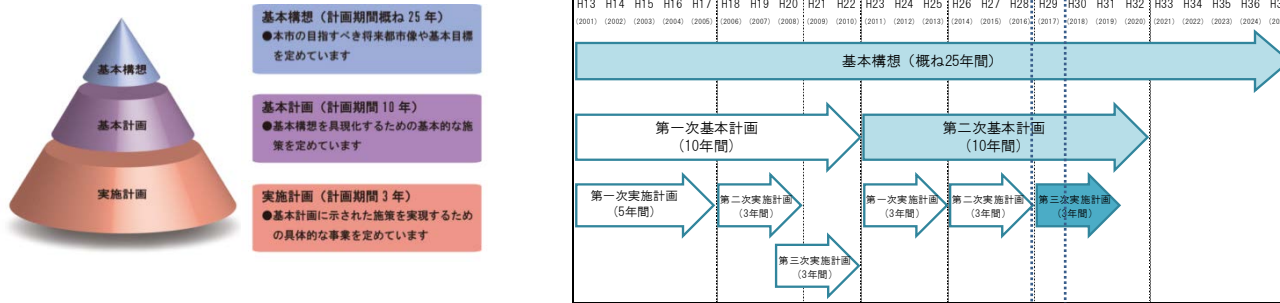 基本構想
基本計画
実施計画
基本構想（計画期間概ね 25 年）
●本市の目指すべき将来都市像や基本目標
を定めています
基本計画（計画期間 10 年）
●基本構想を具現化するための基本的な施
策を定めています
実施計画（計画期間 3 年）
●基本計画に示された施策を実現するため
の具体的な事業を定めています
H13 H14 H15 H16 H17 H18 H19 H20 H21 H22 H23 H24 H25 H26 H27 H28 H29 H30 H31 H32 H33 H34 H35 H36
(2001) (2002) (2003) (2004) (2005) (2006) (2007) (2008) (2009) (2010) (2011) (2012) (2013) (2014) (2015) (2016) (2017) (2018) (2019) (2020) (2021) (2022) (2023) (2024)
基本構想（概ね25年間）
第一次基本計画
（10年間）
第二次基本計画
（10年間）
第一次実施計画
（5年間）
第二次実施計画
（3年間）
第一次実施計画
（3年間）
第二次実施計画
（3年間）
第三次実施計画
（3年間）
第三次実施計画
（3年間）